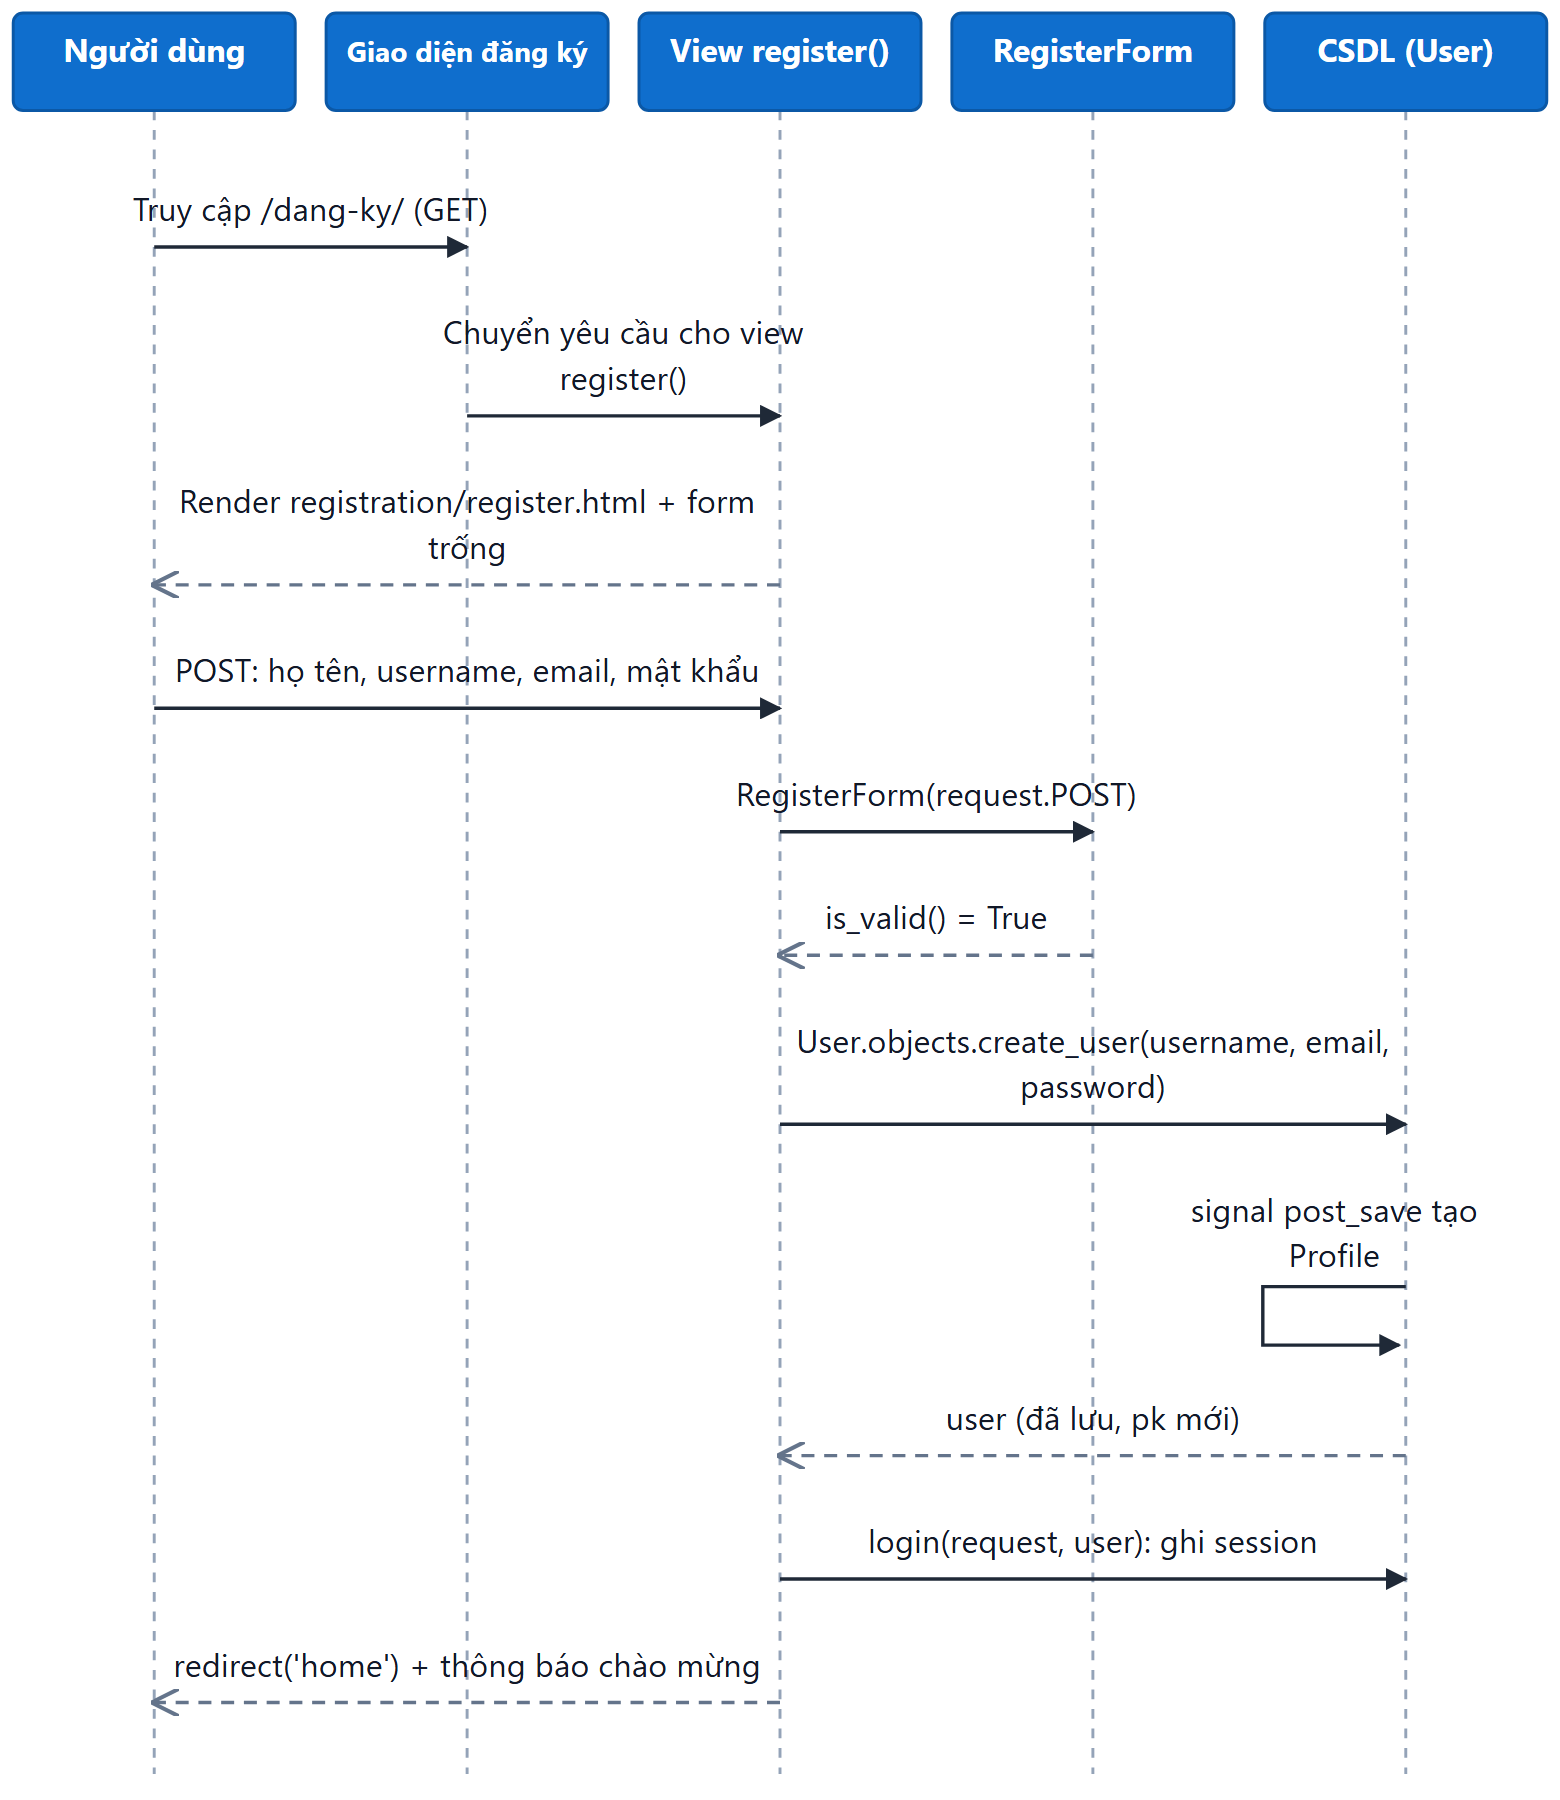 Người dùng
Giao diện đăng ký
View register()
RegisterForm
CSDL (User)
Truy cập /dang-ky/ (GET)
Chuyển yêu cầu cho view
register()
Render registration/register.html + form
trống
POST: họ tên, username, email, mật khẩu
RegisterForm(request.POST)
is_valid() = True
User.objects.create_user(username, email,
password)
signal post_save tạo
Profile
user (đã lưu, pk mới)
login(request, user): ghi session
redirect('home') + thông báo chào mừng